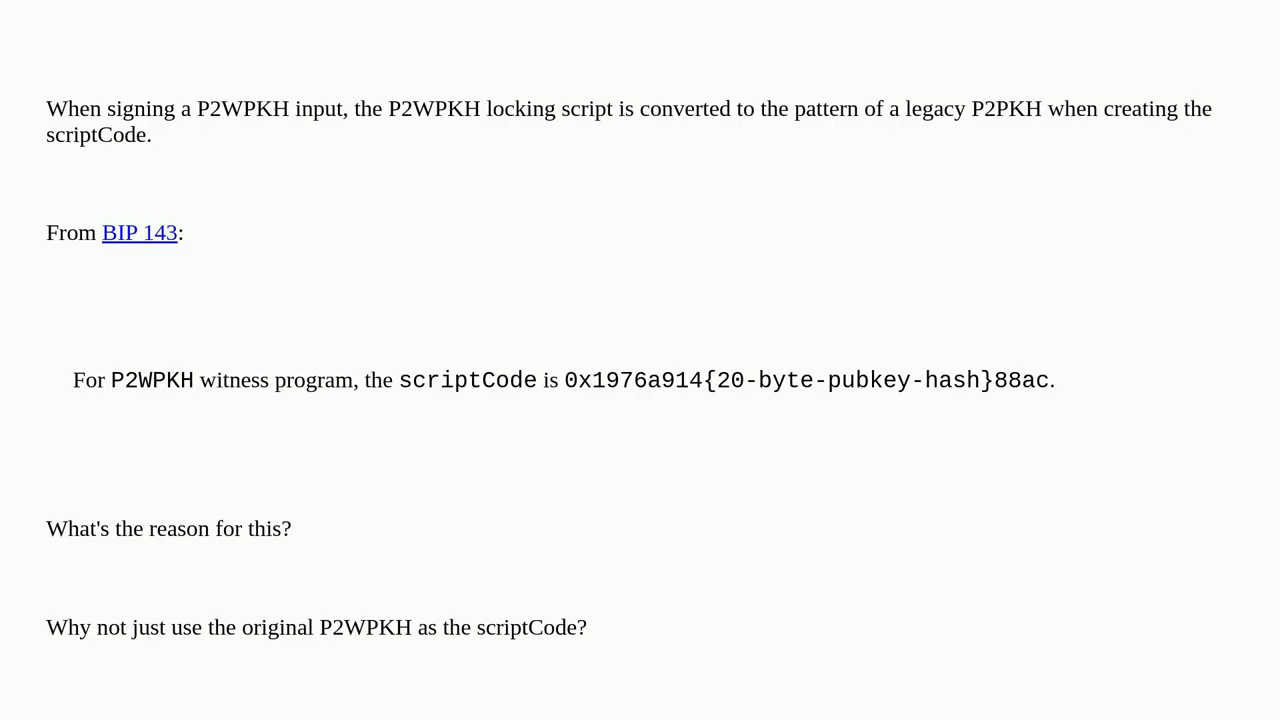 When signing a P2WPKH input, the P2WPKH locking script is converted to the pattern of a legacy P2PKH when creating the
scriptCode.
From BIP 143:
For P2WPKH witness program, the scriptCode is 0x1976a914{20-byte-pubkey-hash}88ac.
What's the reason for this?
Why not just use the original P2WPKH as the scriptCode?